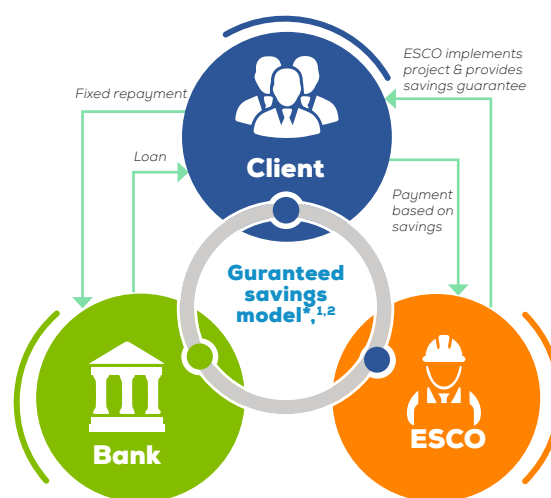 ESCO implements
project & provides
savings guarantee
Fixed repayment
Loan
Client
Payment
based on
savings
Guranteed
savings
model*,1,2
Bank
ESCO